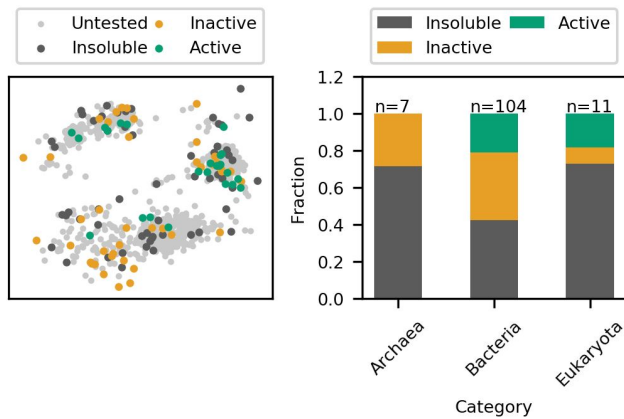 Untested Inactive
Insoluble Active
Insoluble Active
Inactive
1.2
1.0
0.8
0.6
0.4
0.2
0.0
Fraction
n=7 n=104 n=11
Archaea
Bacteria
Eukaryota
Category